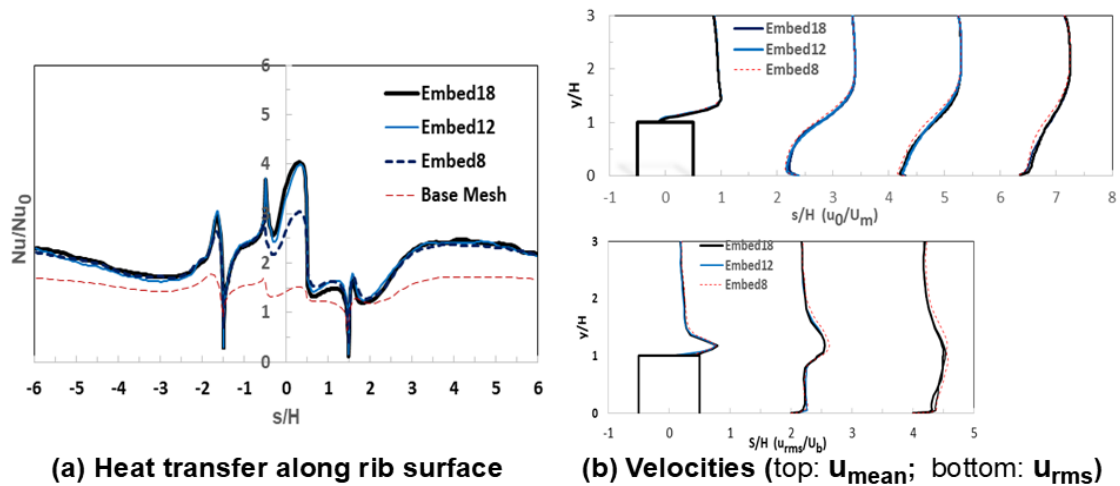 6
5
4
3
2
1
0
Nu/Nu0
Embed18
Embed12
Embed8
Base Mesh
-6 -5 -4 -3 -2 -1 0 1 2 3 4 5 6
s/H
(a) Heat transfer along rib surface
3
2
1
0
y/H
Embed18
Embed12
Embed8
-1 0 1 2 3 4 5 6 7 8
s/H (u0/Um)
3
2
1
0
y/H
Embed18
Embed12
Embed8
-1 0 1 2 3 4 5
S/H (urms/Ub)
(b) Velocities (top: umean; bottom: urms)